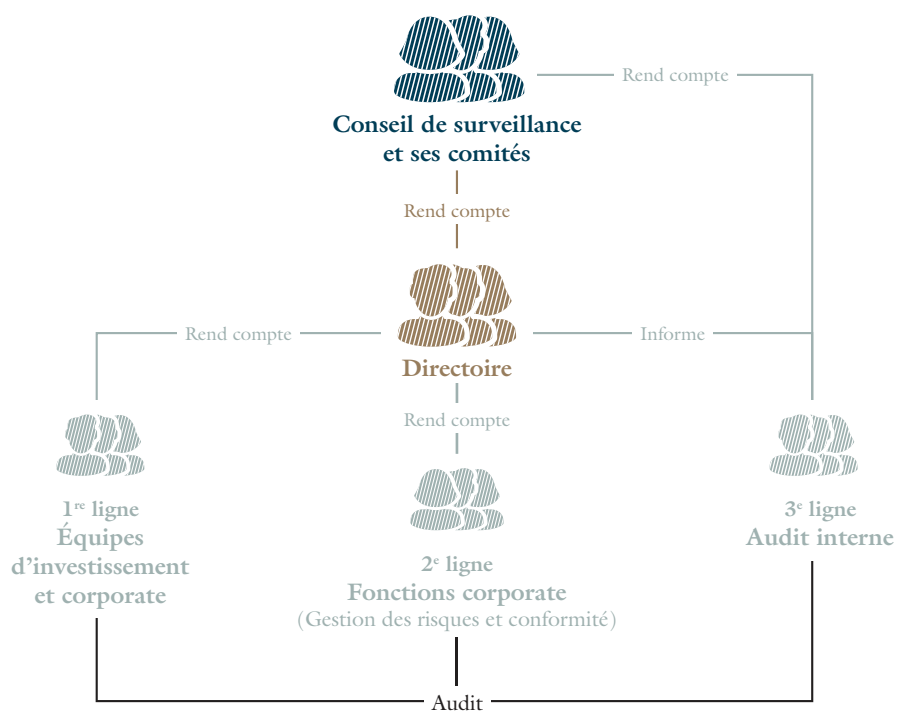 Rend compte
Conseil de surveillance
et ses comités
Rend compte
Rend compte
Informe
Directoire
Rend compte
1re ligne
Équipes
d'investissement
et corporate
2e ligne
Fonctions corporate
(Gestion des risques et conformité)
3e ligne
Audit interne
Audit